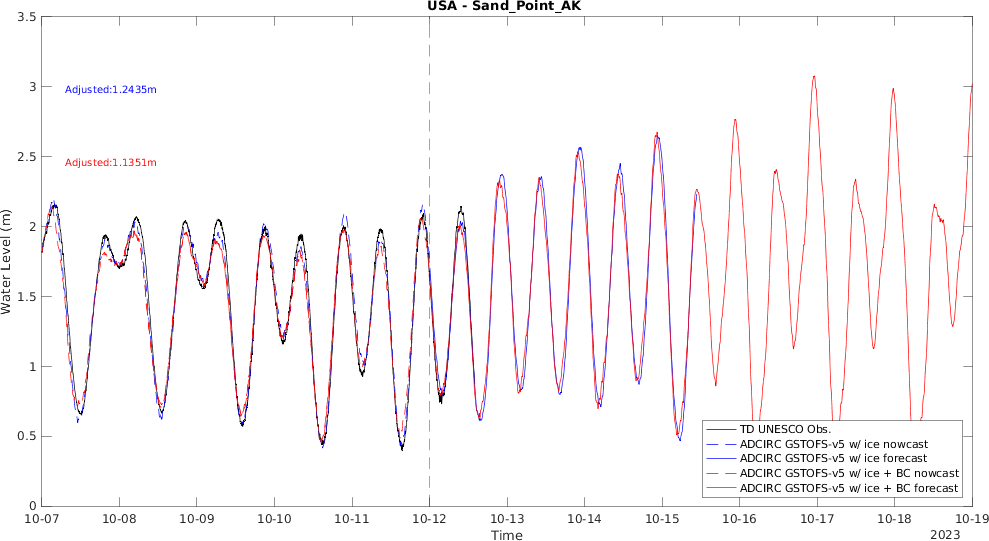 USA - Sand_Point_AK
3.5
3
2.5
2
1.5
1
0.5
0
Water Level (m)
Adjusted:1.2435m
Adjusted:1.1351m
TD UNESCO Obs.
ADCIRC GSTOFS-v5 w/ ice nowcast
ADCIRC GSTOFS-v5 w/ ice forecast
ADCIRC GSTOFS-v5 w/ ice + BC nowcast
ADCIRC GSTOFS-v5 w/ ice + BC forecast
10-07 10-08 10-09 10-10 10-11 10-12 10-13 10-14 10-15 10-16 10-17 10-18 10-19
Time
2023